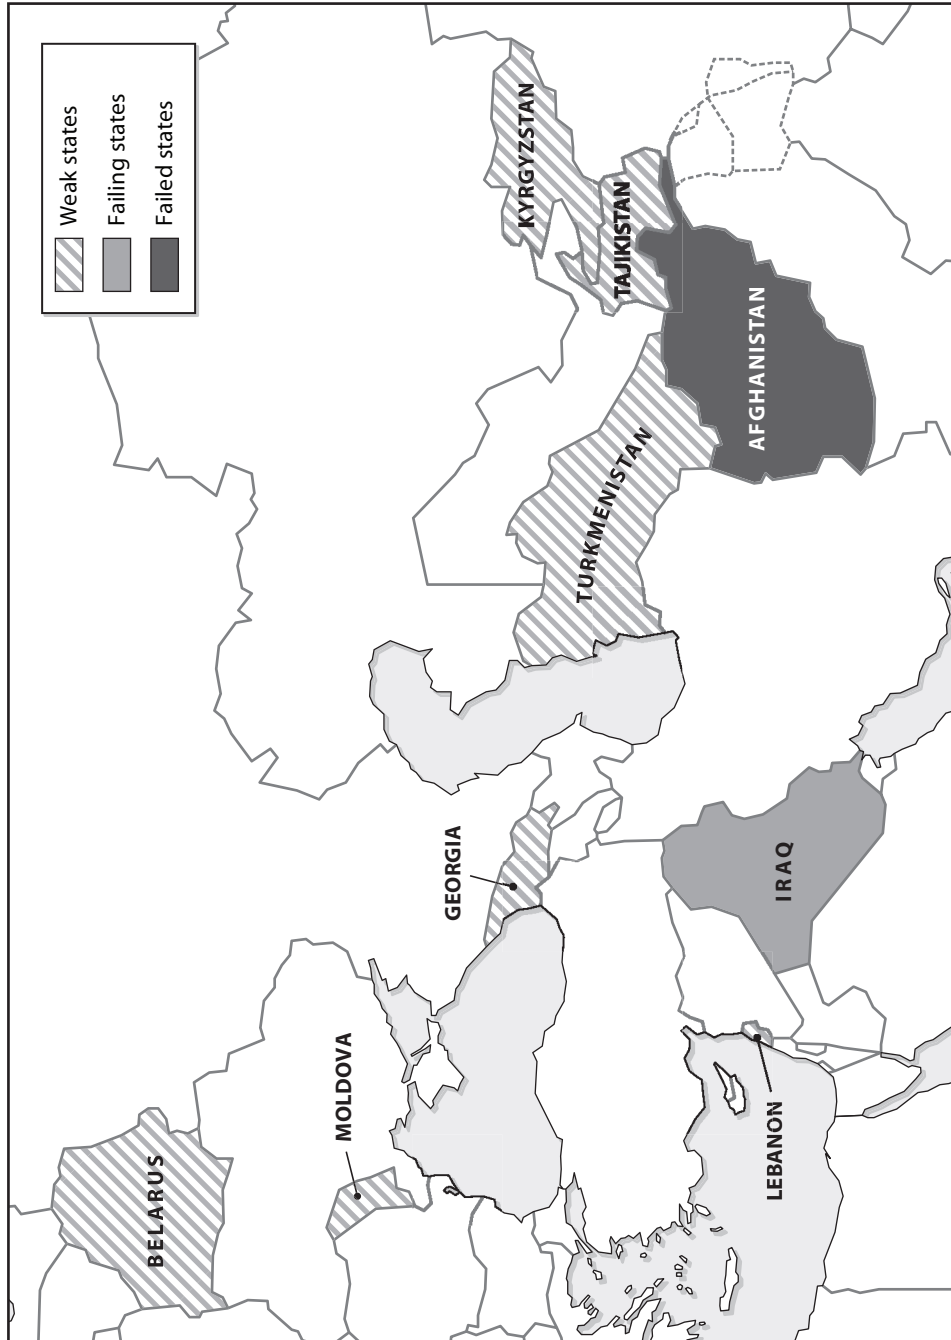 Weak states
Failing states
Failed states
BELARUS
MOLDOVA
GEORGIA
LEBANON
IRAQ
TURKMENISTAN
KYRGYZSTAN
TAJIKISTAN
AFGHANISTAN